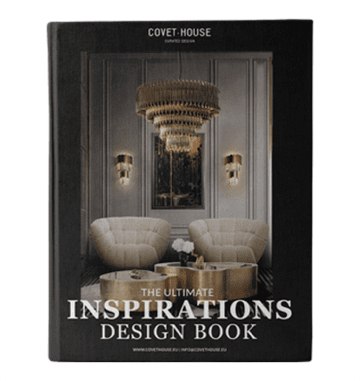 COVET HOUSE
CURATED DESIGN
THE ULTIMATE
INSPIRATIONS
DESIGN BOOK
WWW.COVETHOUSE.EU | INFO@COVETHOUSE.EU